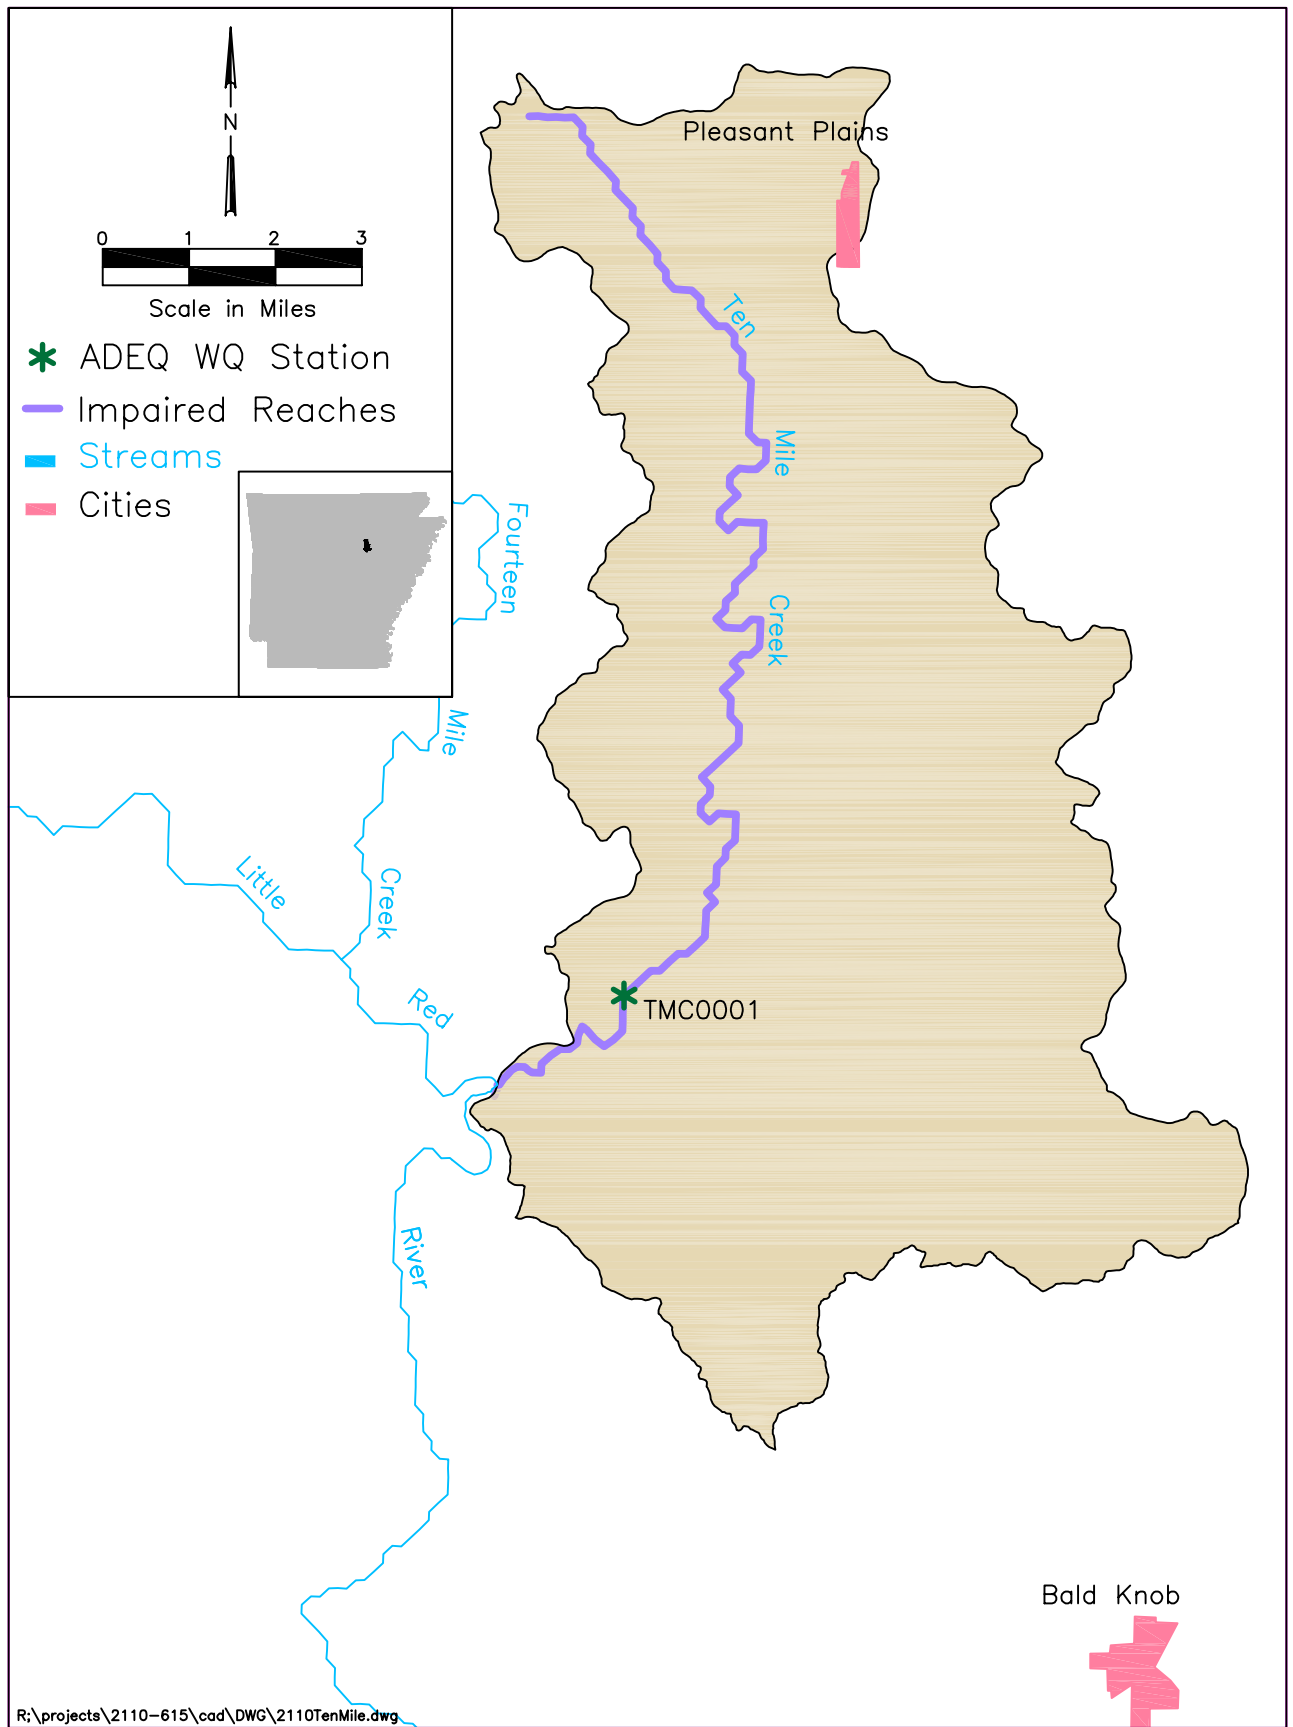 N
0 1 2 3
Scale in Miles
ADEQ WQ Station
Impaired Reaches
Streams
Cities
Pleasant Plains
Ten
Mile
Creek
Fourteen
Mile
Creek
Little
Red
River
TMC0001
Bald Knob
R;\projects\2110-615\cad\DWG\2110TenMile.dwg